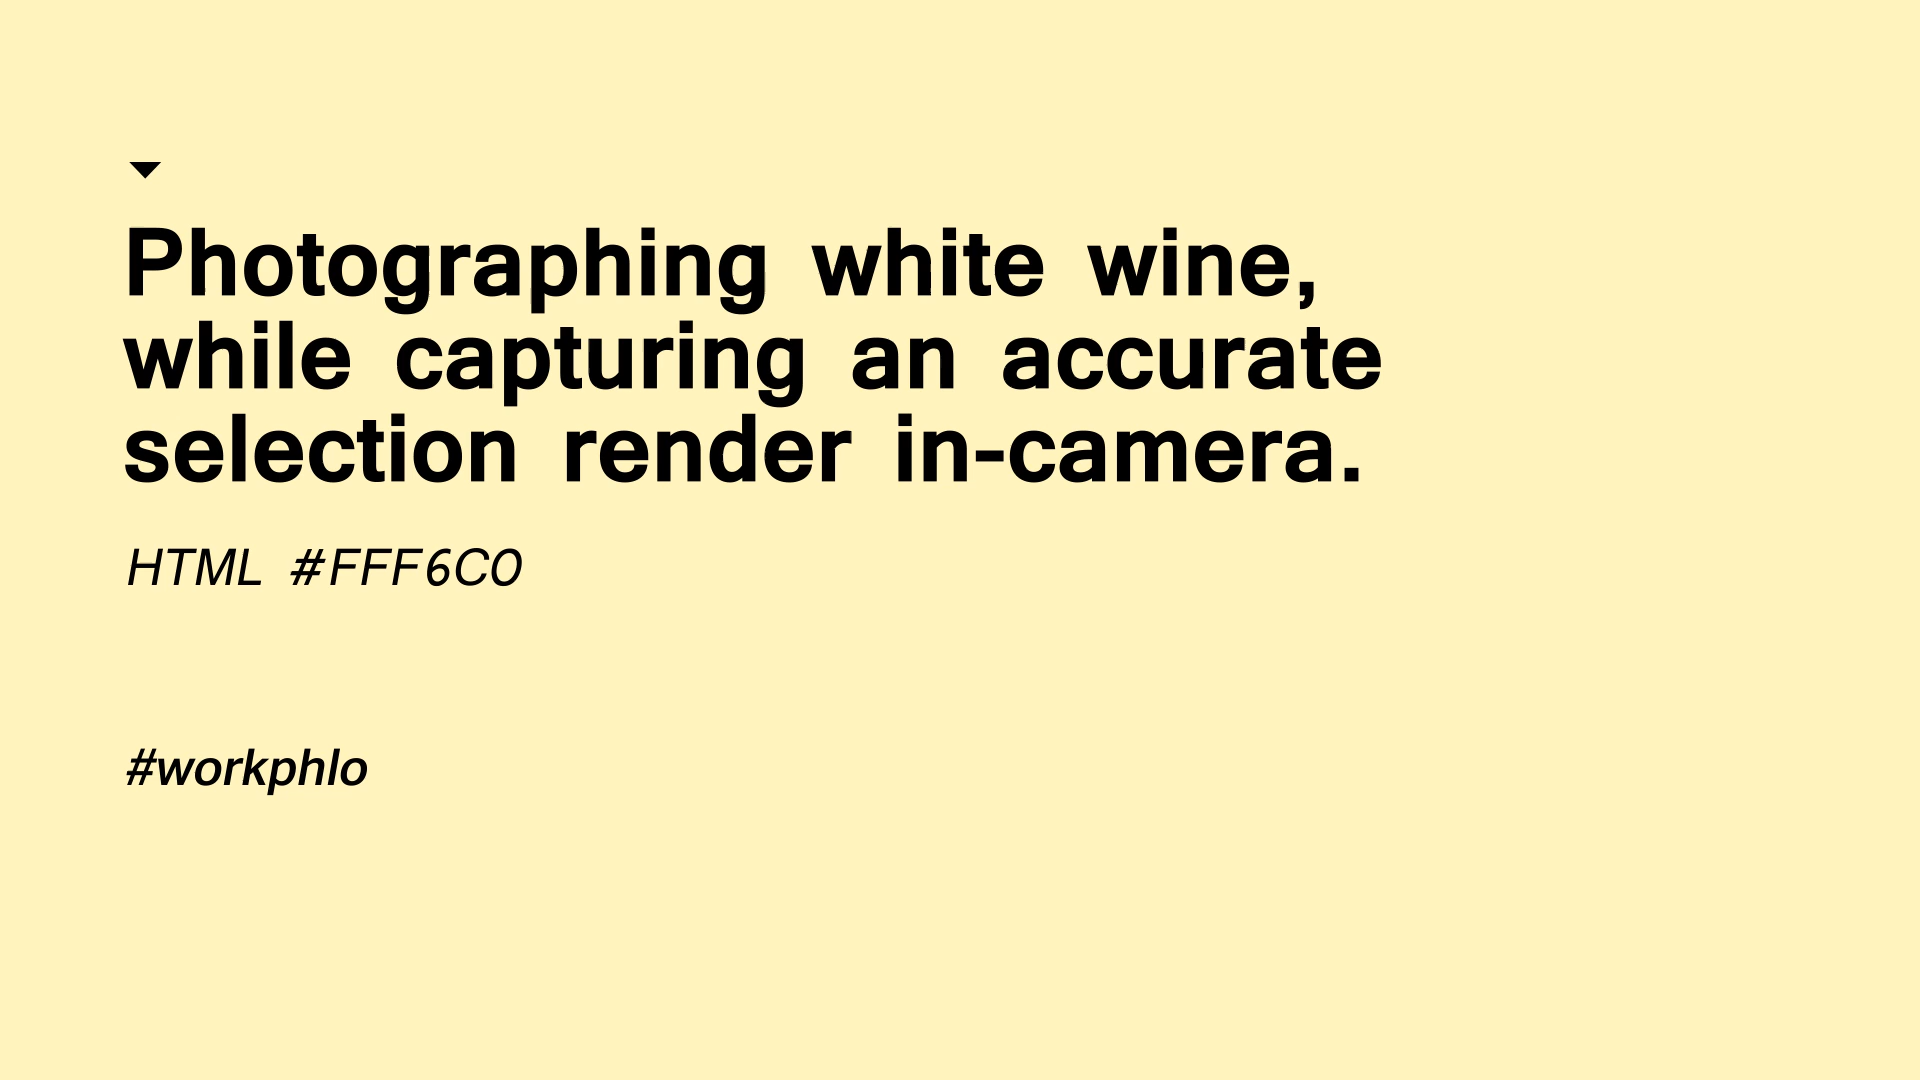 Photographing white wine,
while capturing an accurate
selection render in-camera.
HTML #FFF6C0
#workphlo